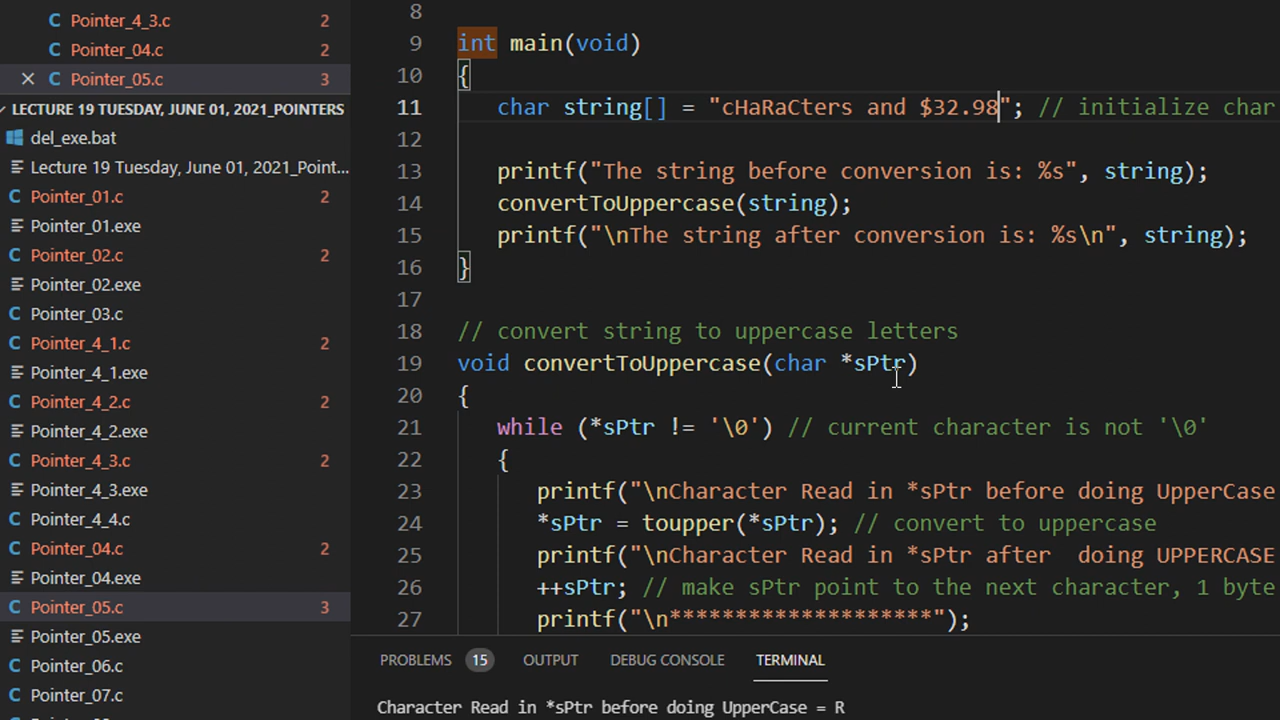 Pointer_4_3.c 2
Pointer_04.c 2
Pointer_05.c 3
LECTURE 19 TUESDAY, JUNE 01, 2021_POINTERS
del_exe.bat
Lecture 19 Tuesday, June 01, 2021_Point...
Pointer_01.c 2
Pointer_01.exe
Pointer_02.c 2
Pointer_02.exe
Pointer_03.c
Pointer_4_1.c 2
Pointer_4_1.exe
Pointer_4_2.c 2
Pointer_4_2.exe
Pointer_4_3.c 2
Pointer_4_3.exe
Pointer_4_4.c
Pointer_04.c 2
Pointer_04.exe
Pointer_05.c 3
Pointer_05.exe
Pointer_06.c
Pointer_07.c
8
9 int main(void)
10 {
11 char string[] = "cHaRaCters and $32.98"; // initialize char
12
13 printf("The string before conversion is: %s", string);
14 convertToUppercase(string);
15 printf("\nThe string after conversion is: %s\n", string);
16 }
17
18 // convert string to uppercase letters
19 void convertToUppercase(char *sPtr)
20 {
21 while (*sPtr != '\0') // current character is not '\0'
22 {
23 printf("\nCharacter Read in *sPtr before doing UpperCase
24 *sPtr = toupper(*sPtr); // convert to uppercase
25 printf("\nCharacter Read in *sPtr after  doing UPPERCASE
26 ++sPtr; // make sPtr point to the next character, 1 byte
27 printf("\n********************");
PROBLEMS 15 OUTPUT DEBUG CONSOLE TERMINAL
Character Read in *sPtr before doing UpperCase = R